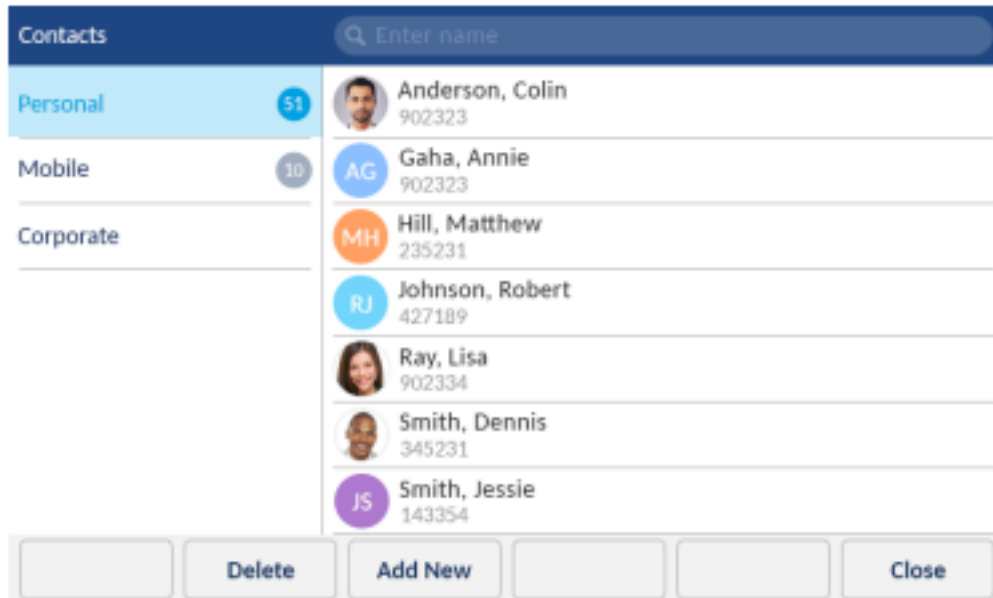 Contacts
Enter name
Personal 51
Mobile 10
Corporate
Anderson, Colin
902323
AG
Gaha, Annie
902323
MH
Hill, Matthew
235231
RJ
Johnson, Robert
427189
Ray, Lisa
902334
Smith, Dennis
345231
JS
Smith, Jessie
143354
Delete
Add New
Close